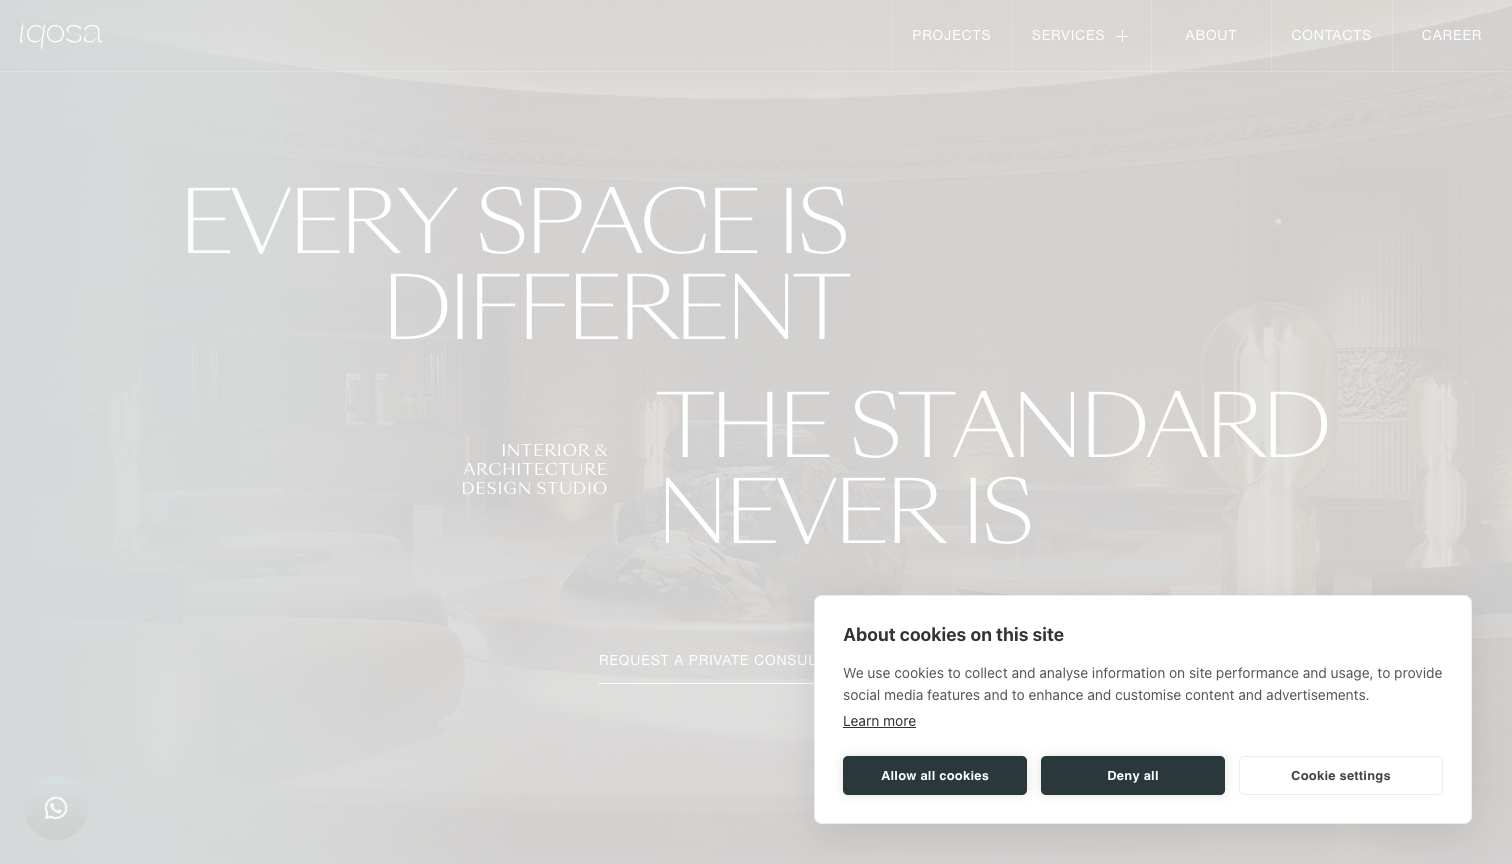 iqosa
PROJECTS
SERVICES
ABOUT
CONTACTS
CAREER
EVERY SPACE IS
DIFFERENT
THE STANDARD
NEVER IS
INTERIOR &
ARCHITECTURE
DESIGN STUDIO
REQUEST A PRIVATE
About cookies on this site
We use cookies to collect and analyse information on site performance and usage, to provide
social media features and to enhance and customise content and advertisements.
Learn more
Allow all cookies
Deny all
Cookie settings